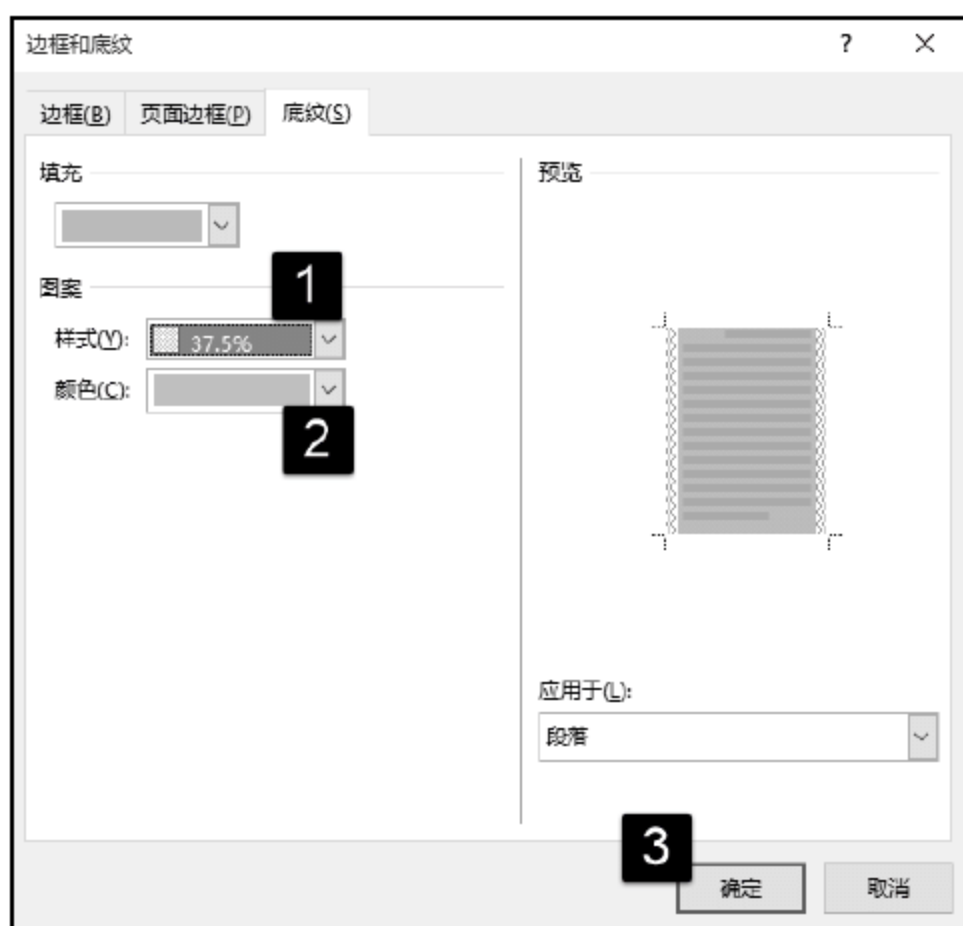 边框和底纹 ? ×
边框(B) 页面边框(P) 底纹(S)
填充
预览
图案
1
样式(Y): 37.5%
颜色(C):
2
应用于(L):
段落
3
确定 取消